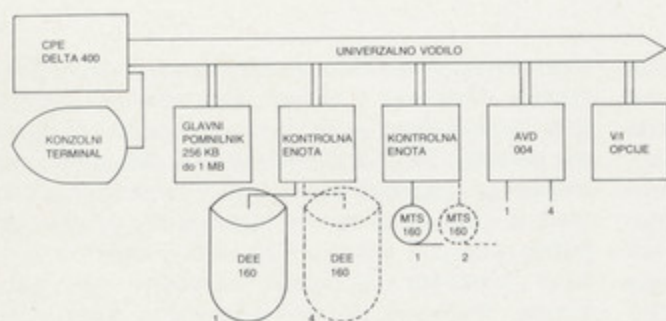 CPE
DELTA 400
UNIVERZALNO VODILO
KONZOLNI
TERMINAL
GLAVNI
POMNILNIK
256 KB
do 1 MB
KONTROLNA
ENOTA
KONTROLNA
ENOTA
AVD
004
V/I
OPCIJE
DEE
160
1
DEE
160
4
MTS
160
1
MTS
160
2
1
4